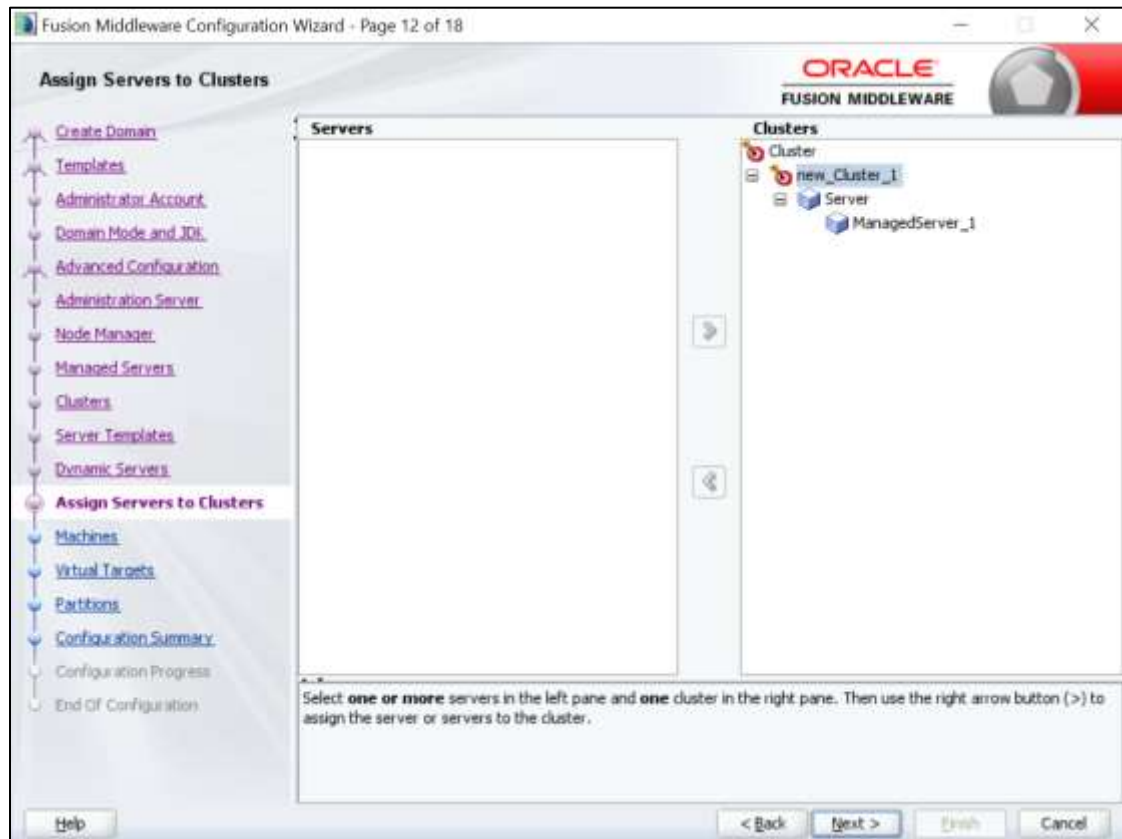 Fusion Middleware Configuration Wizard - Page 12 of 18
Assign Servers to Clusters
ORACLE
FUSION MIDDLEWARE
Create Domain
Templates
Administrator Account
Domain Mode and JDK
Advanced Configuration
Administration Server
Node Manager
Managed Servers
Clusters
Server Templates
Dynamic Servers
Assign Servers to Clusters
Machines
Virtual Targets
Partitions
Configuration Summary
Configuration Progress
End Of Configuration
Servers
Clusters
Cluster
new_Cluster_1
Server
ManagedServer_1
Select one or more servers in the left pane and one cluster in the right pane. Then use the right arrow button (>) to
assign the server or servers to the cluster.
Help
< Back
Next >
Finish
Cancel